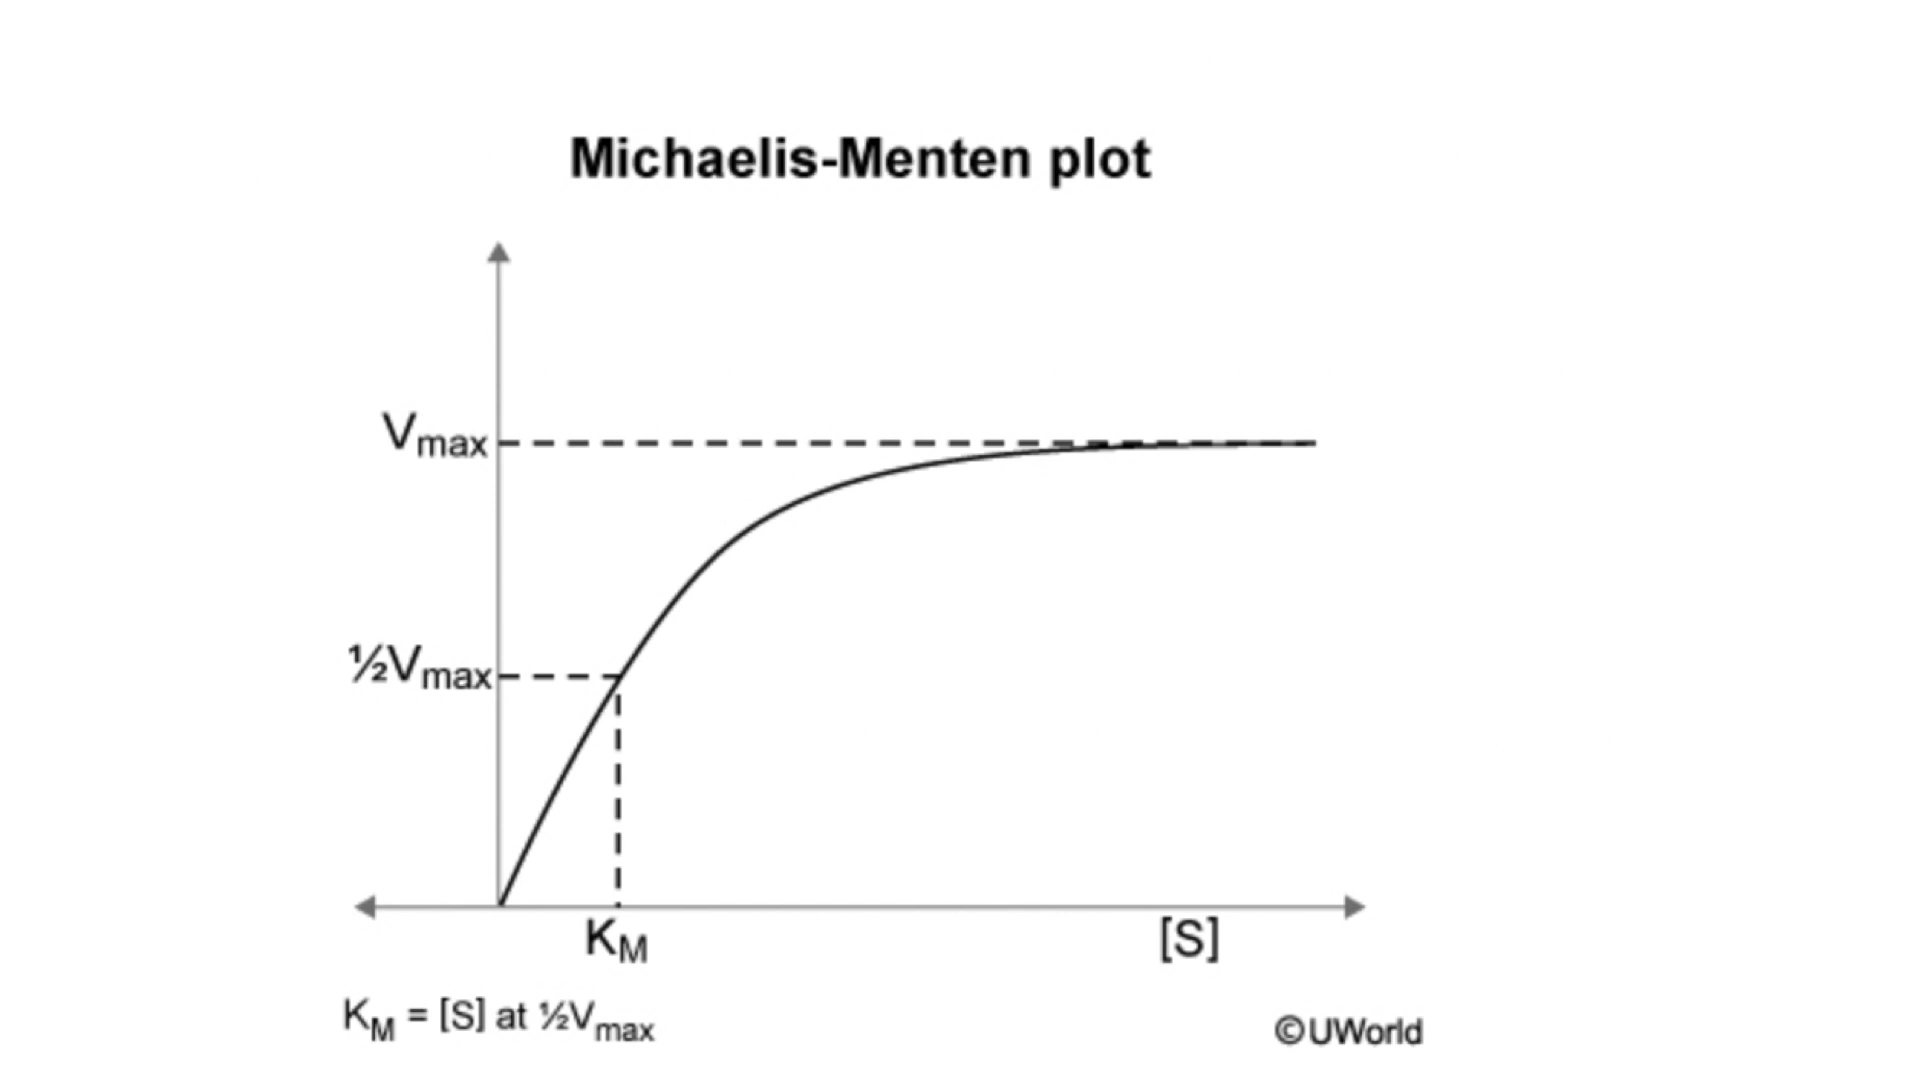 Michaelis-Menten plot
Vmax
½Vmax
KM
[S]
KM = [S] at ½Vmax
©UWorld